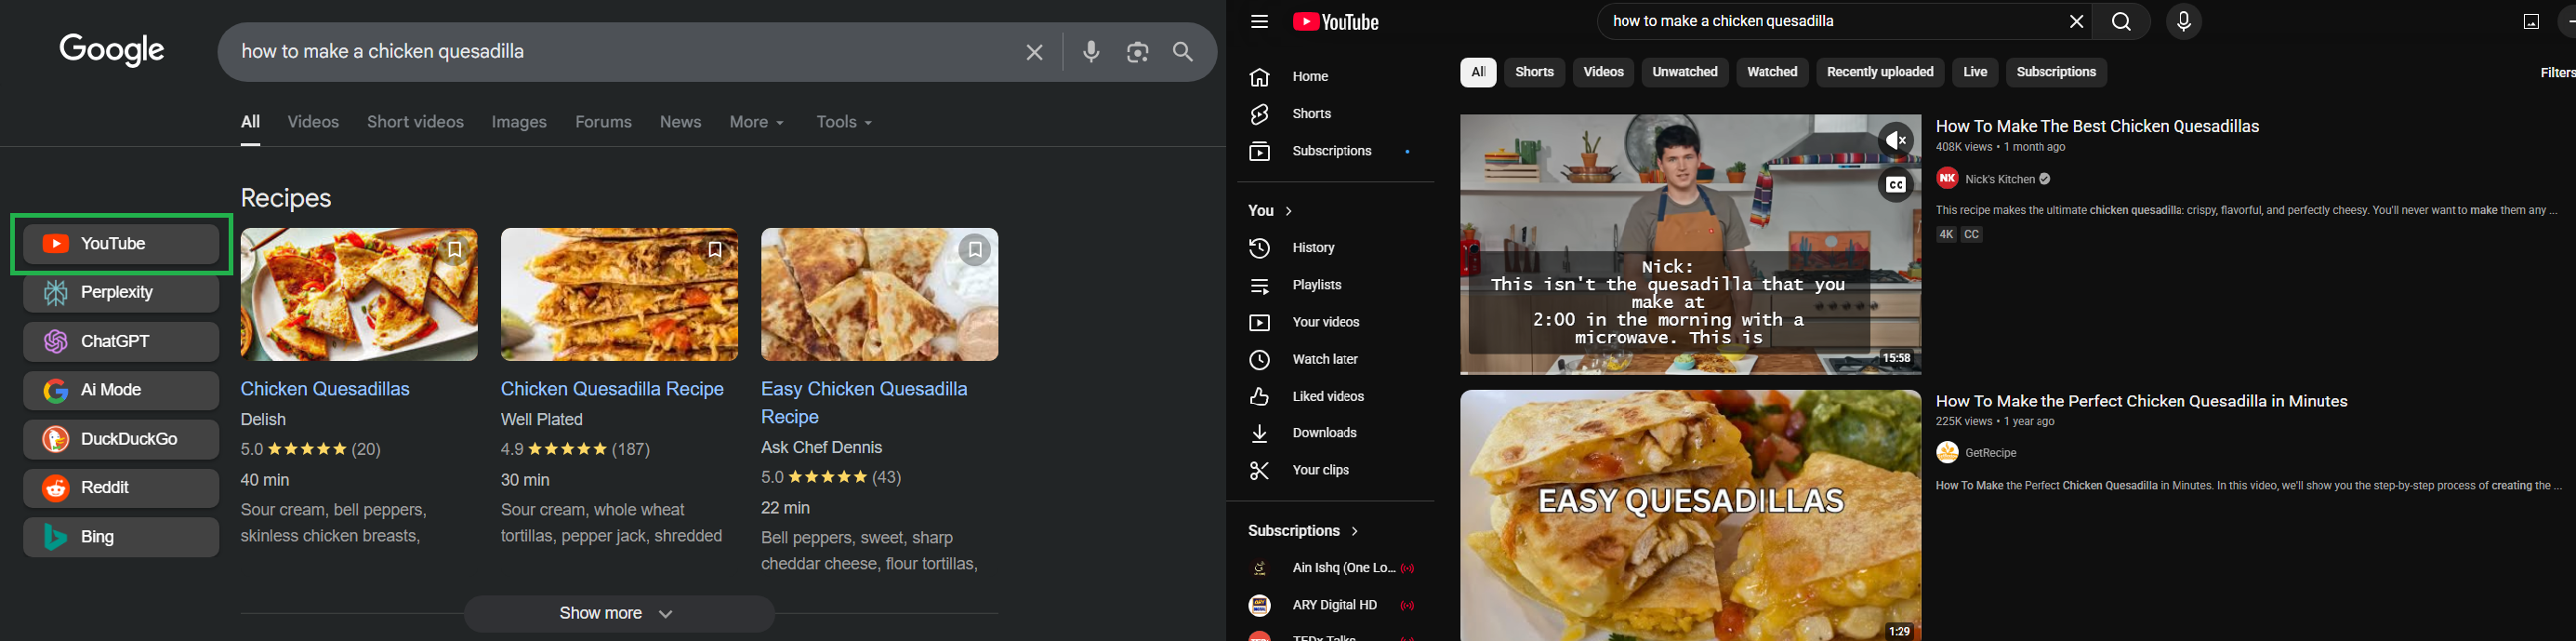 Google
how to make a chicken quesadilla
All Videos Short videos Images Forums News More Tools
Recipes
YouTube
Perplexity
ChatGPT
Ai Mode
DuckDuckGo
Reddit
Bing
Chicken Quesadillas
Delish
5.0 ★★★★★ (20)
40 min
Sour cream, bell peppers,
skinless chicken breasts,
Chicken Quesadilla Recipe
Well Plated
4.9 ★★★★★ (187)
30 min
Sour cream, whole wheat
tortillas, pepper jack, shredded
Easy Chicken Quesadilla
Recipe
Ask Chef Dennis
5.0 ★★★★★ (43)
22 min
Bell peppers, sweet, sharp
cheddar cheese, flour tortillas,
Show more
YouTube
how to make a chicken quesadilla
Home
Shorts
Subscriptions
You
History
Playlists
Your videos
Watch later
Liked videos
Downloads
Your clips
Subscriptions
Ain Ishq (One Lo...
ARY Digital HD
TEDx Talks
All Shorts Videos Unwatched Watched Recently uploaded Live Subscriptions Filters
CC
Nick:
This isn't the quesadilla that you
make at
2:00 in the morning with a
microwave. This is
15:58
How To Make The Best Chicken Quesadillas
408K views • 1 month ago
NK Nick's Kitchen
This recipe makes the ultimate chicken quesadilla: crispy, flavorful, and perfectly cheesy. You'll never want to make them any ...
4K CC
EASY QUESADILLAS
1:29
How To Make the Perfect Chicken Quesadilla in Minutes
225K views • 1 year ago
GetRecipe
How To Make the Perfect Chicken Quesadilla in Minutes. In this video, we'll show you the step-by-step process of creating the ...